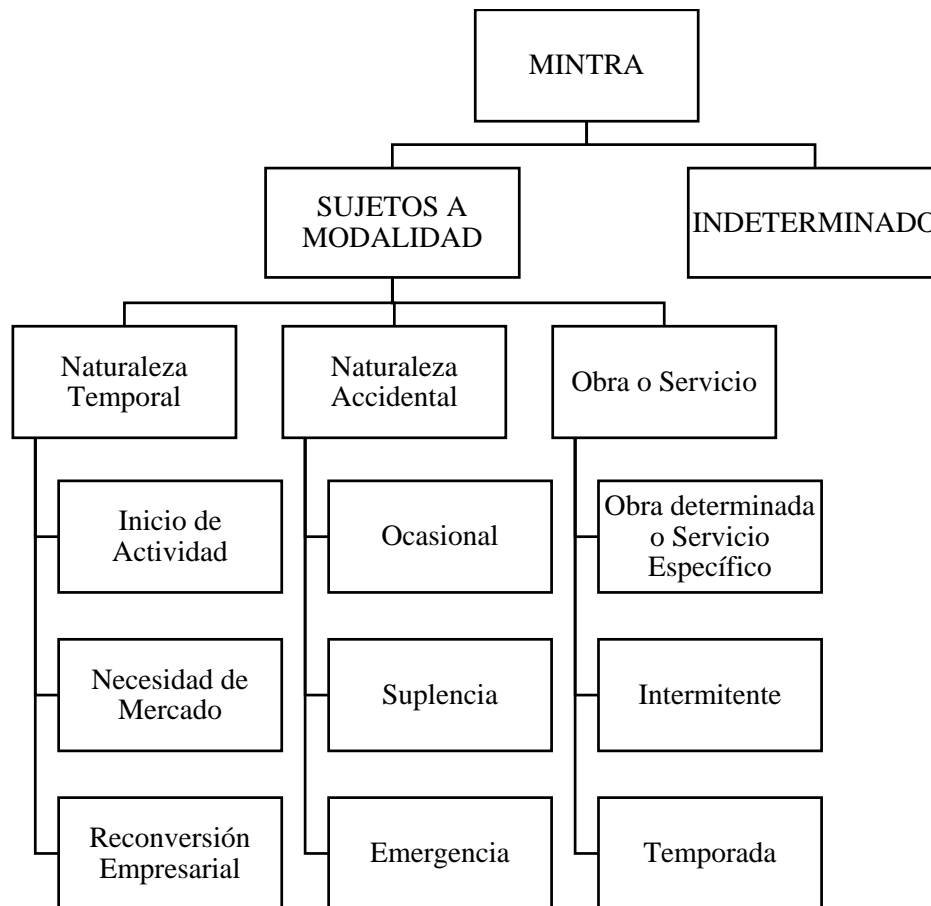 MINTRA
SUJETOS A
MODALIDAD
INDETERMINADO
Naturaleza
Temporal
Naturaleza
Accidental
Obra o Servicio
Inicio de
Actividad
Ocasional
Obra determinada
o Servicio
Específico
Necesidad de
Mercado
Suplencia
Intermitente
Reconversión
Empresarial
Emergencia
Temporada